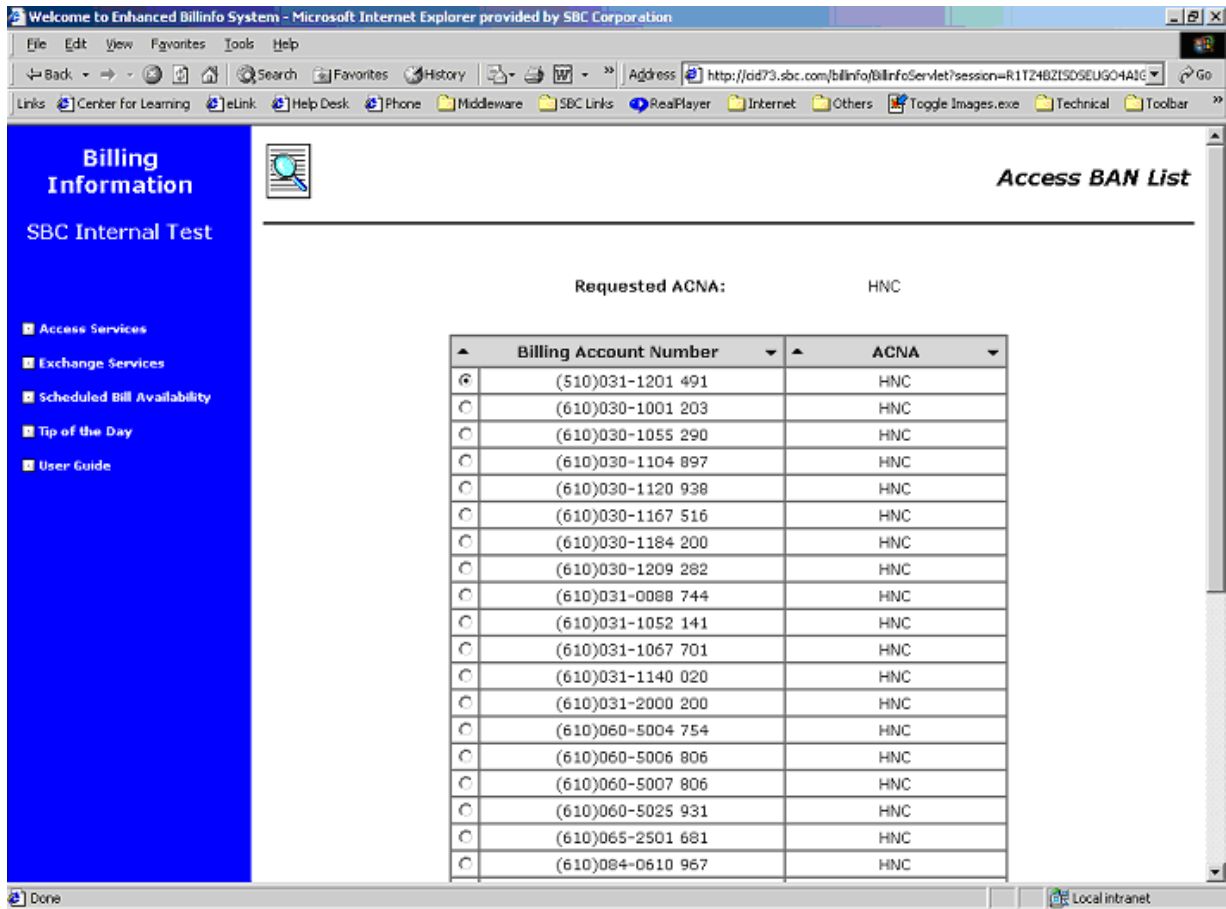 Welcome to Enhanced Billinfo System - Microsoft Internet Explorer provided by SBC Corporation
File Edit View Favorites Tools Help
Back Search Favorites History » Address http://cid73.sbc.com/billinfo/BillnfoServlet?session= Go
Links Center for Learning eLink Help Desk Phone Middleware SBC Links RealPlayer Internet Others Toggle Images.exe Technical Toolbar »
Billing
Information
SBC Internal Test
Access Services
Exchange Services
Scheduled Bill Availability
Tip of the Day
User Guide
Access BAN List
Requested ACNA: HNC
Billing Account Number ACNA
(510)031-1201 491 HNC
(610)030-1001 203 HNC
(610)030-1055 290 HNC
(610)030-1104 897 HNC
(610)030-1120 938 HNC
(610)030-1167 516 HNC
(610)030-1184 200 HNC
(610)030-1209 282 HNC
(610)031-0088 744 HNC
(610)031-1052 141 HNC
(610)031-1067 701 HNC
(610)031-1140 020 HNC
(610)031-2000 200 HNC
(610)060-5004 754 HNC
(610)060-5006 806 HNC
(610)060-5007 806 HNC
(610)060-5025 931 HNC
(610)065-2501 681 HNC
(610)084-0610 967 HNC
Done Local intranet